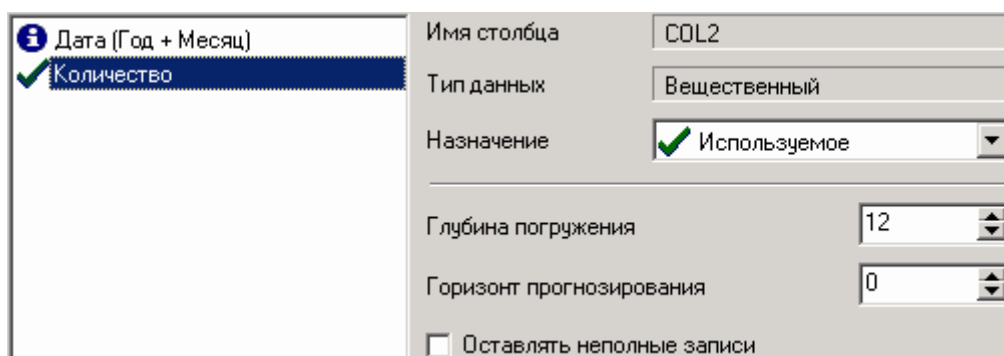 Дата (Год + Месяц)
Количество
Имя столбца
COL2
Тип данных
Вещественный
Назначение
Используемое
Глубина погружения
12
Горизонт прогнозирования
0
Оставлять неполные записи